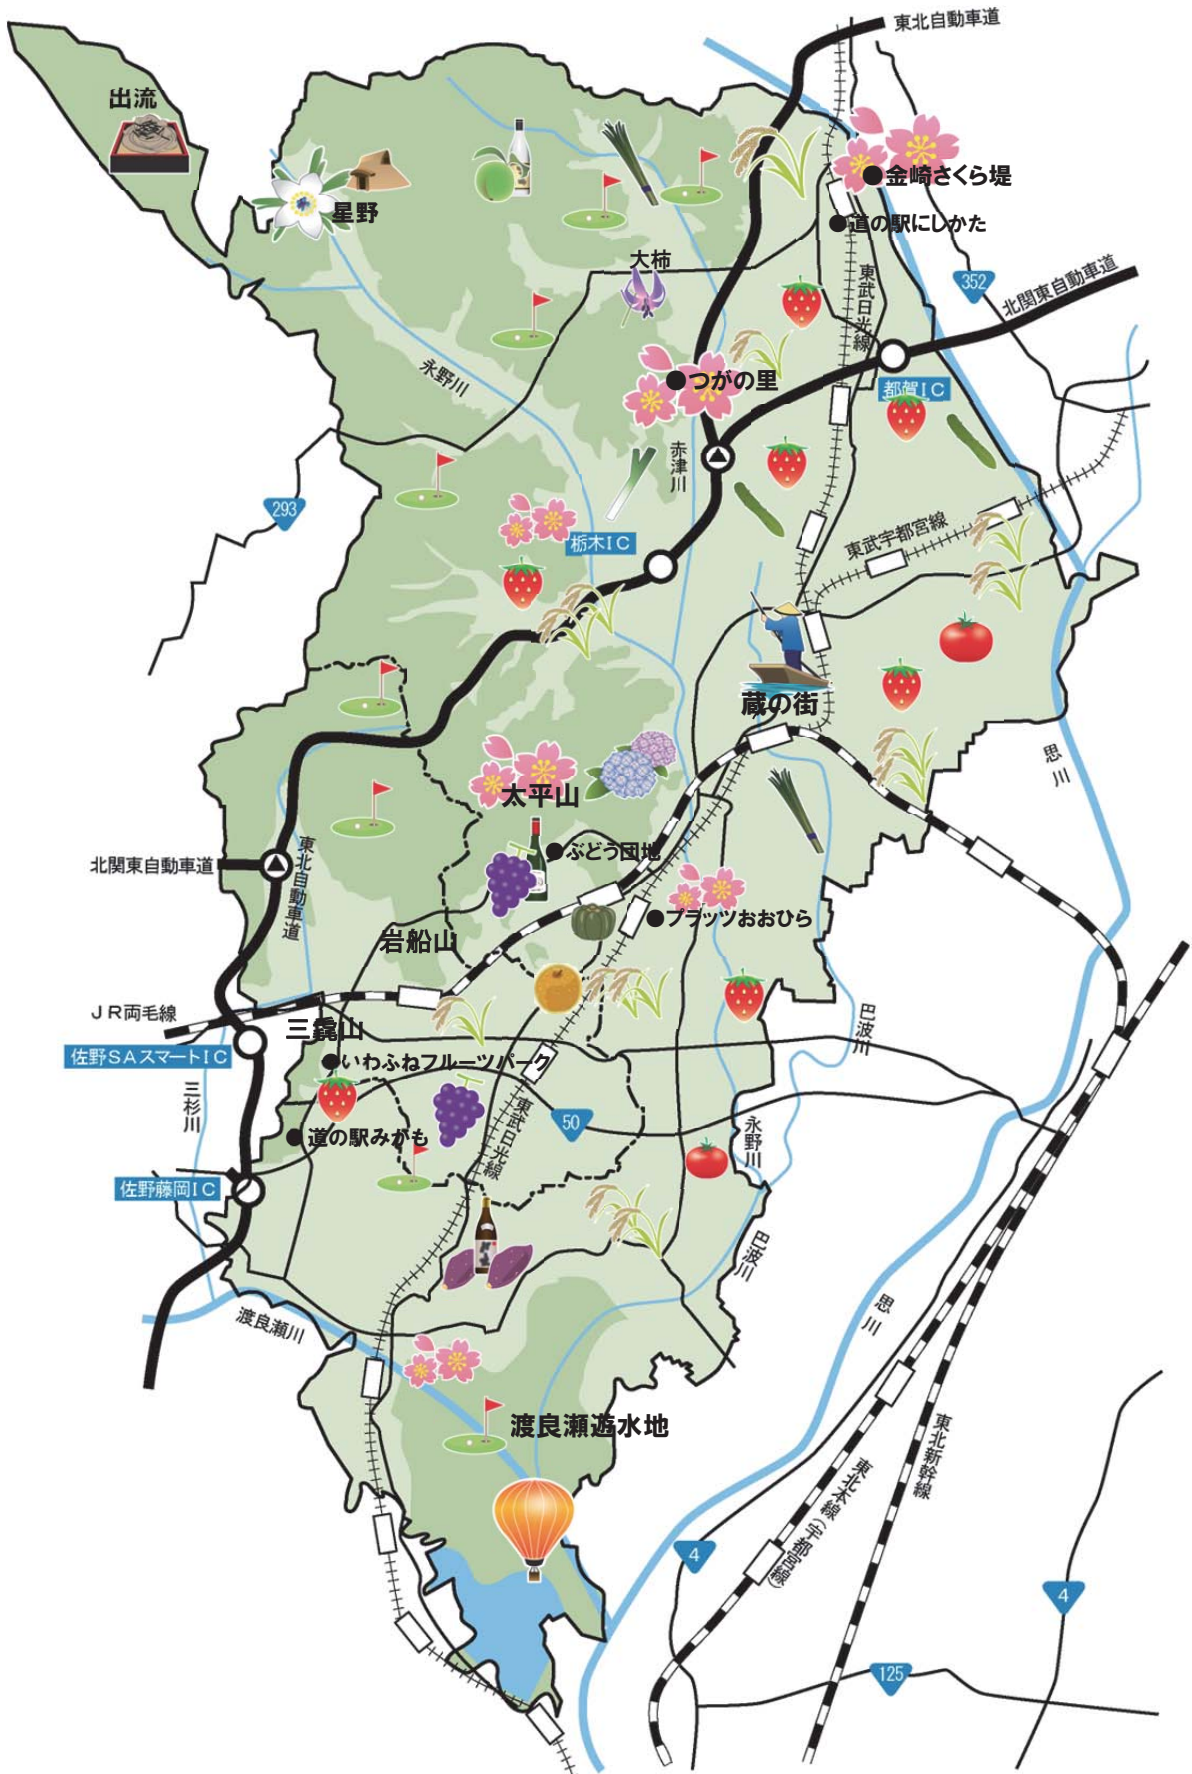 東北自動車道
出流
金崎さくら堤
星野
道の駅にしかた
大柿
東武日光線
352
北関東自動車道
永野川
つがの里
都賀IC
赤津川
293
栃木IC
東武宇都宮線
蔵の街
思川
太平山
北関東自動車道
東北自動車道
ぶどう団地
プラッツおおひら
岩船山
JR両毛線
三毳山
佐野SAスマートIC
いわふねフルーツパーク
巴波川
三杉川
東武日光線
50
道の駅みかも
永野川
佐野藤岡IC
巴波川
渡良瀬川
思川
渡良瀬遊水地
東北新幹線
東北本線(宇都宮線)
4
4
125